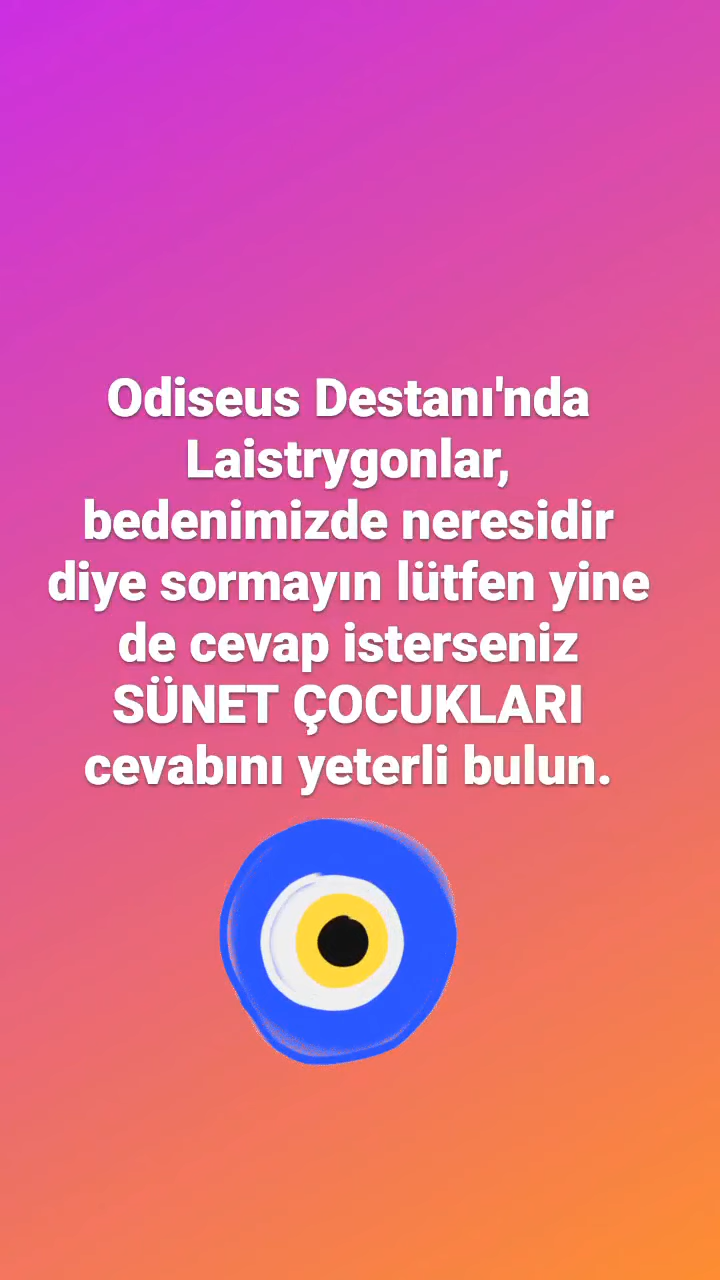 Odiseus Destanı'nda
Laistrygonlar,
bedenimizde neresidir
diye sormayın lütfen yine
de cevap isterseniz
SÜNET ÇOCUKLARI
cevabını yeterli bulun.